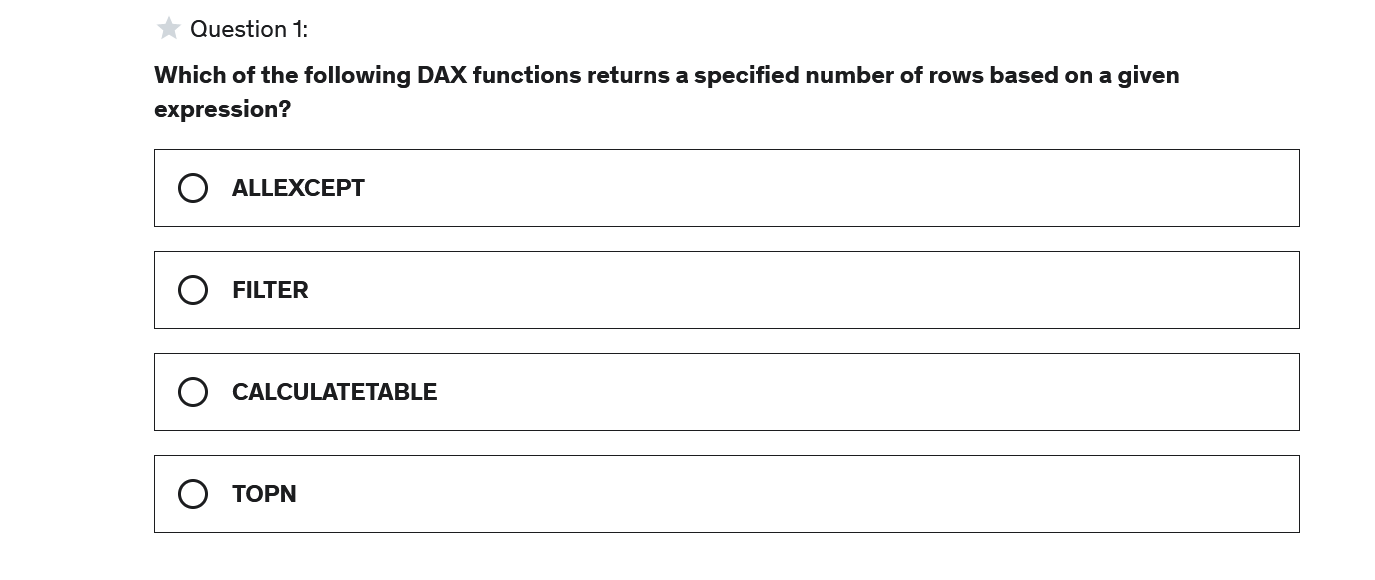 Question 1:
Which of the following DAX functions returns a specified number of rows based on a given
expression?
ALLEXCEPT
FILTER
CALCULATETABLE
TOPN